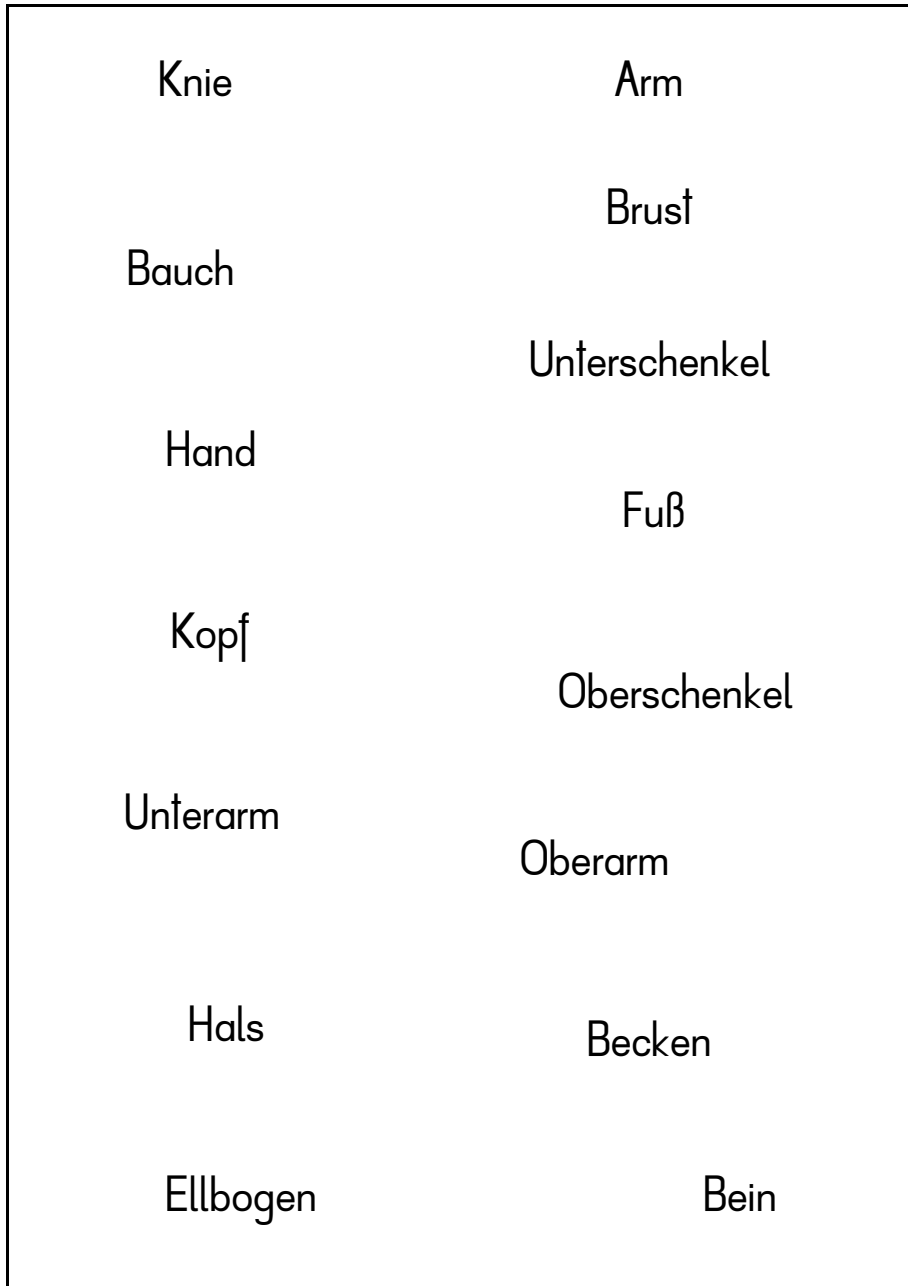 Knie
Arm
Brust
Bauch
Unterschenkel
Hand
Fuß
Kopf
Oberschenkel
Unterarm
Oberarm
Hals
Becken
Ellbogen
Bein